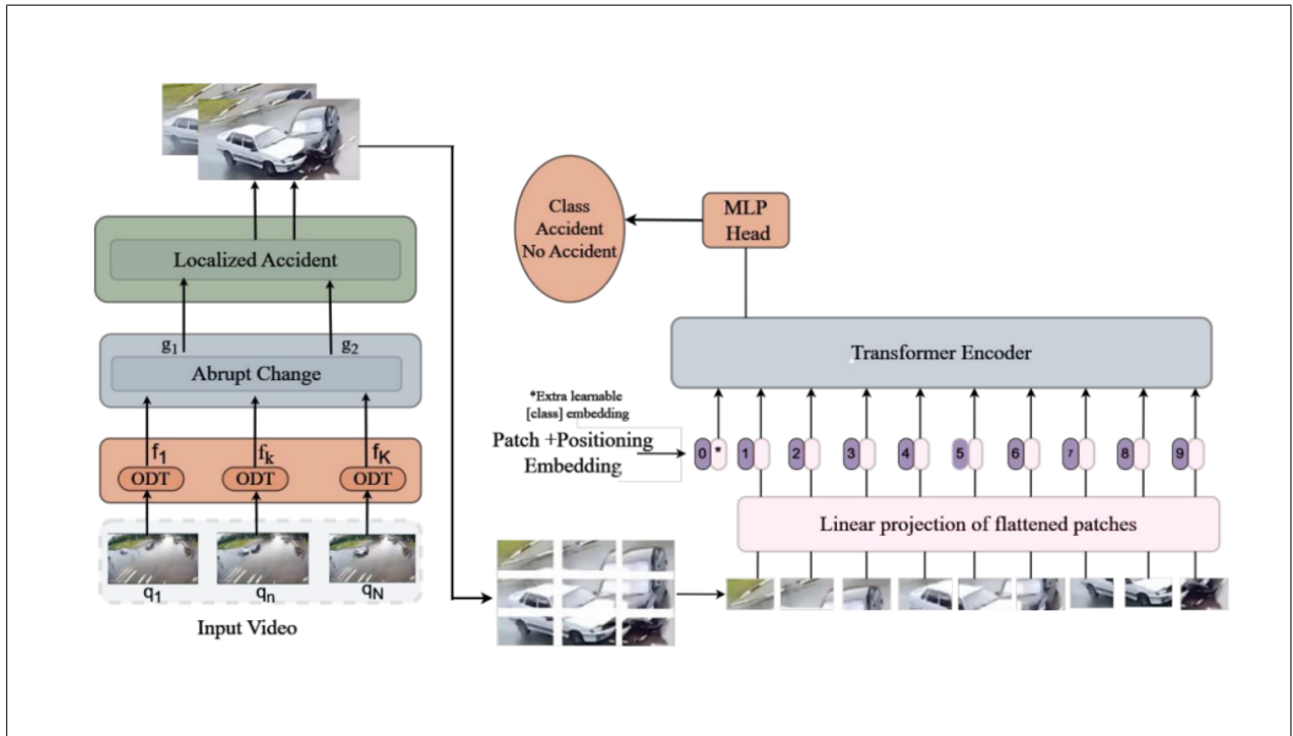 Localized Accident
g1
g2
Abrupt Change
f1
fk
fK
ODT
ODT
ODT
q1
qn
qN
Input Video
Class
Accident
No Accident
MLP
Head
Transformer Encoder
*Extra learnable
[class] embedding
Patch +Positioning
Embedding
0 * 1 2 3 4 5 6 7 8 9
Linear projection of flattened patches